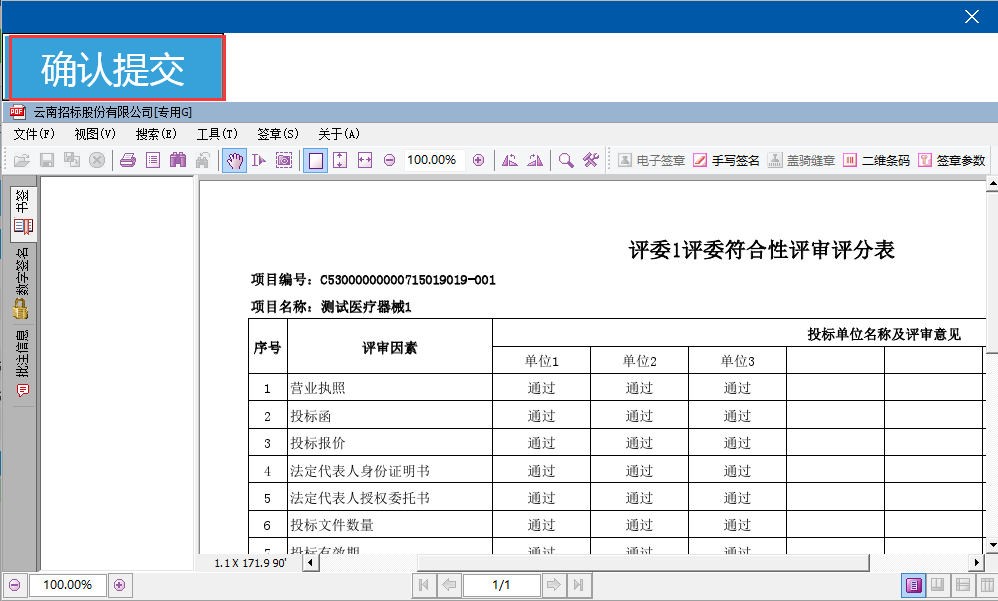 确认提交
云南招标股份有限公司[专用G]
文件(F) 视图(V) 搜索(E) 工具(T) 签章(S) 关于(A)
100.00% 电子签章 手写签名 盖骑缝章 二维条码 签章参数
书签
数字签名
批注信息
评委1评委符合性评审评分表
项目编号: C53000000000715019019-001
项目名称: 测试医疗器械1
序号 评审因素 投标单位名称及评审意见
单位1 单位2 单位3
1 营业执照 通过 通过 通过
2 投标函 通过 通过 通过
3 投标报价 通过 通过 通过
4 法定代表人身份证明书 通过 通过 通过
5 法定代表人授权委托书 通过 通过 通过
6 投标文件数量 通过 通过 通过
7 投标有效期 通过 通过 通过
1.1 X 171.9 90'
100.00% 1/1